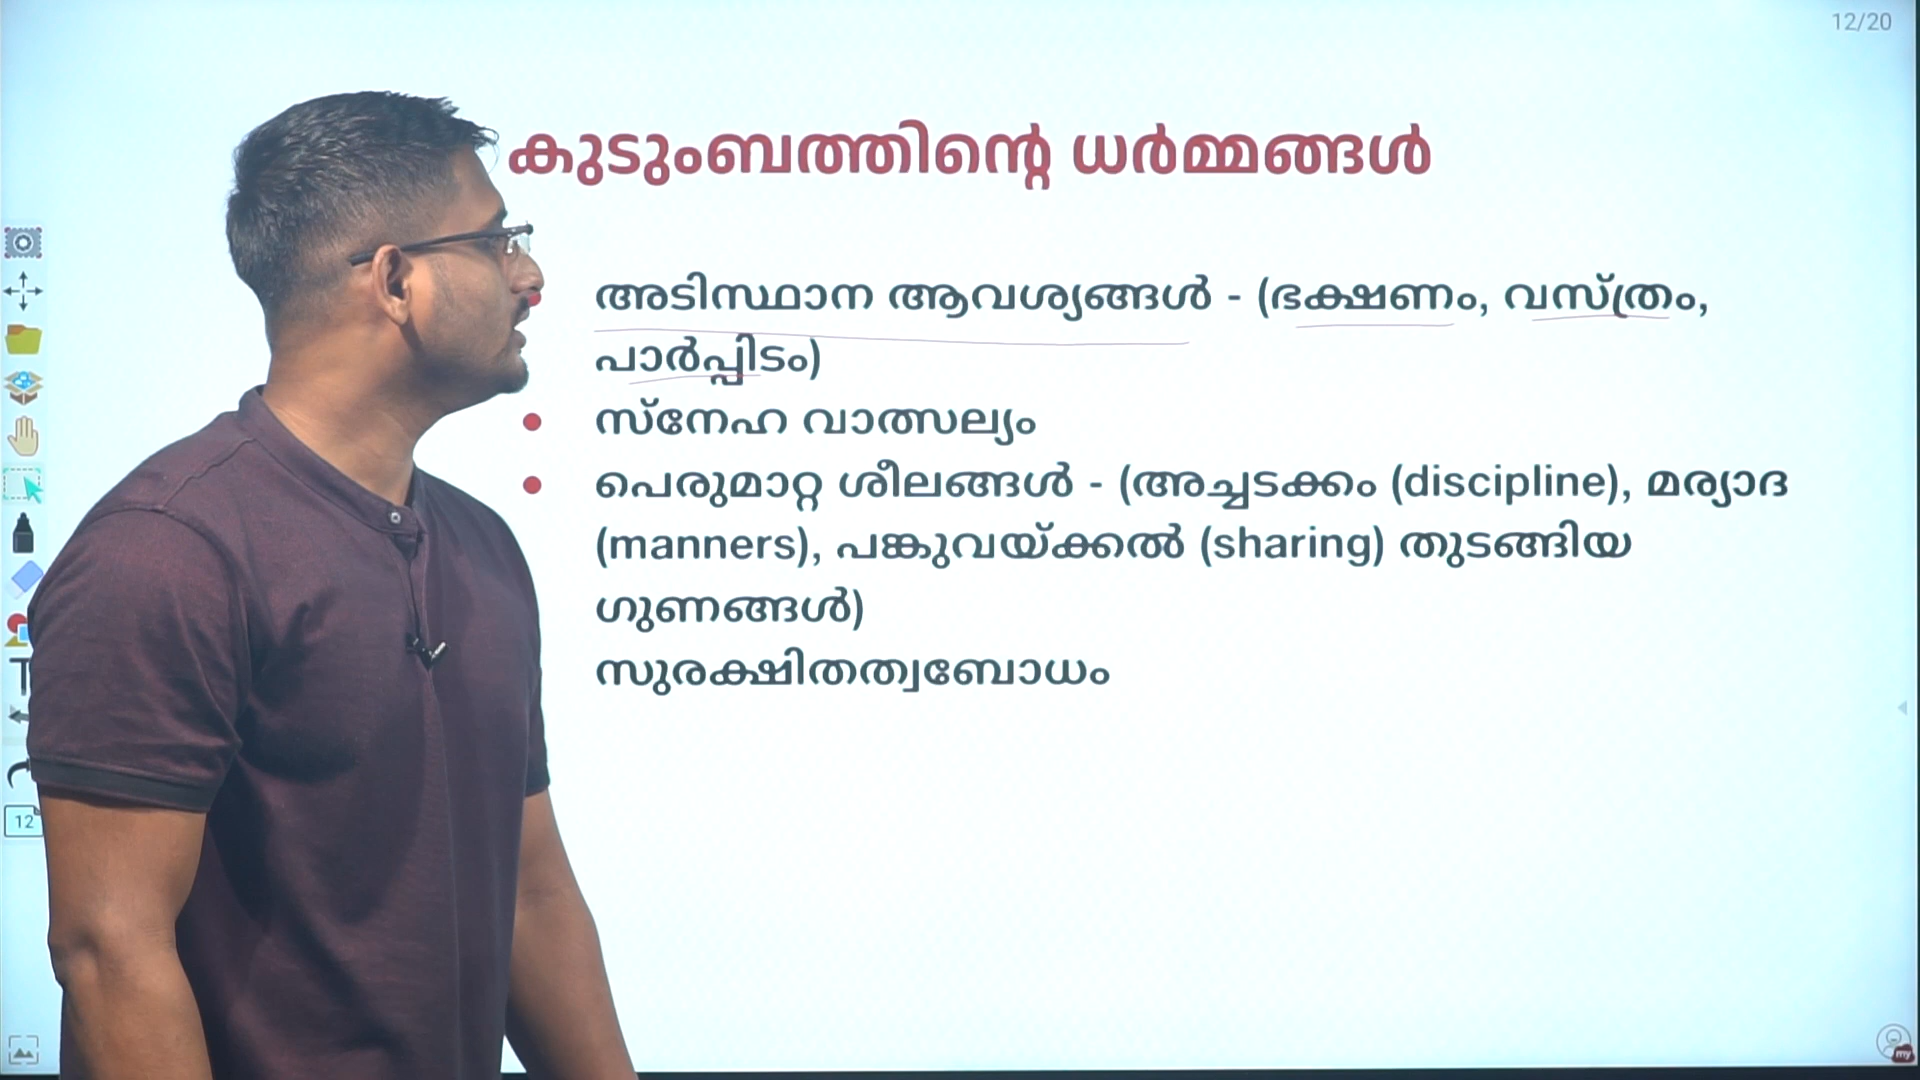 12/20
കുടുംബത്തിന്റെ ധർമ്മങ്ങൾ
അടിസ്ഥാന ആവശ്യങ്ങൾ - (ഭക്ഷണം, വസ്ത്രം,
പാർപ്പിടം)
സ്നേഹ വാത്സല്യം
പെരുമാറ്റ ശീലങ്ങൾ - (അച്ചടക്കം (discipline), മര്യാദ
(manners), പങ്കുവയ്ക്കൽ (sharing) തുടങ്ങിയ
ഗുണങ്ങൾ)
സുരക്ഷിതത്വബോധം
T
12
my